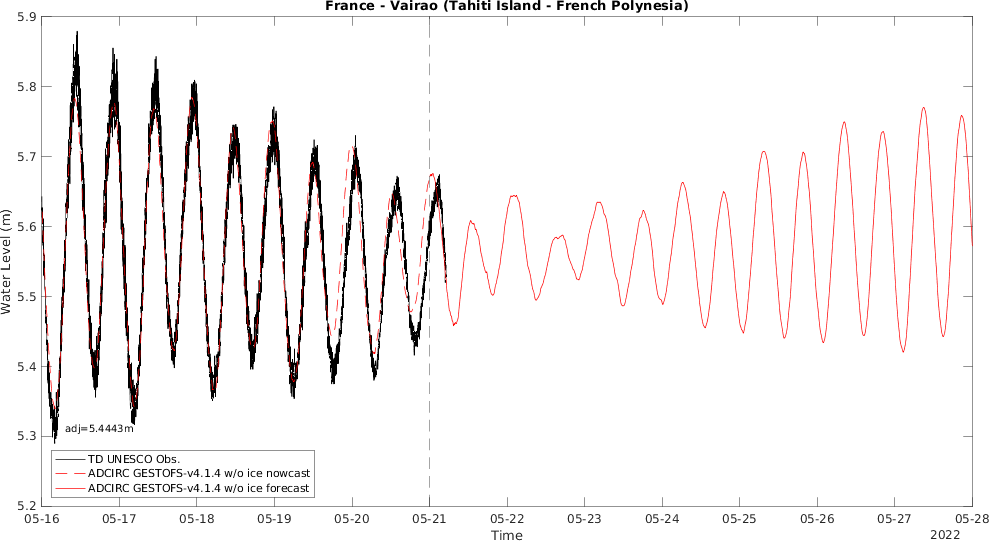 France - Vairao (Tahiti Island - French Polynesia)
5.9
5.8
5.7
5.6
5.5
5.4
5.3
5.2
Water Level (m)
adj=5.4443m
TD UNESCO Obs.
ADCIRC GESTOFS-v4.1.4 w/o ice nowcast
ADCIRC GESTOFS-v4.1.4 w/o ice forecast
05-16 05-17 05-18 05-19 05-20 05-21 05-22 05-23 05-24 05-25 05-26 05-27 05-28
Time
2022